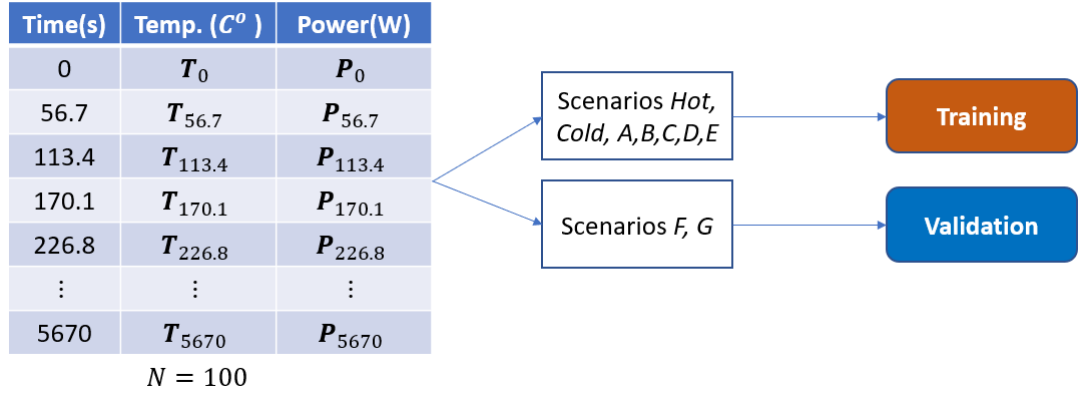 Time(s) Temp. (C^o ) Power(W)
0 T_0 P_0
56.7 T_56.7 P_56.7
113.4 T_113.4 P_113.4
170.1 T_170.1 P_170.1
226.8 T_226.8 P_226.8
⋮ ⋮ ⋮
5670 T_5670 P_5670
N = 100
Scenarios Hot,
Cold, A,B,C,D,E
Training
Scenarios F, G
Validation